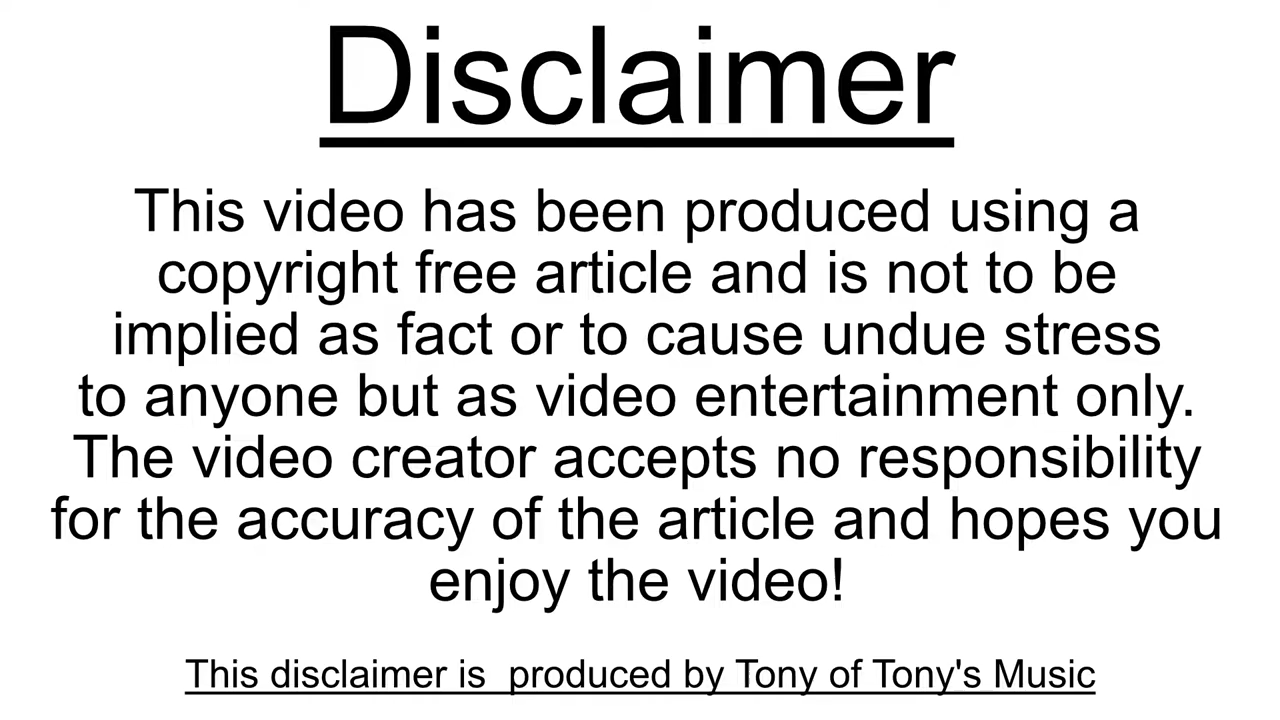 Disclaimer
This video has been produced using a
copyright free article and is not to be
implied as fact or to cause undue stress
to anyone but as video entertainment only.
The video creator accepts no responsibility
for the accuracy of the article and hopes you
enjoy the video!
This disclaimer is  produced by Tony of Tony's Music